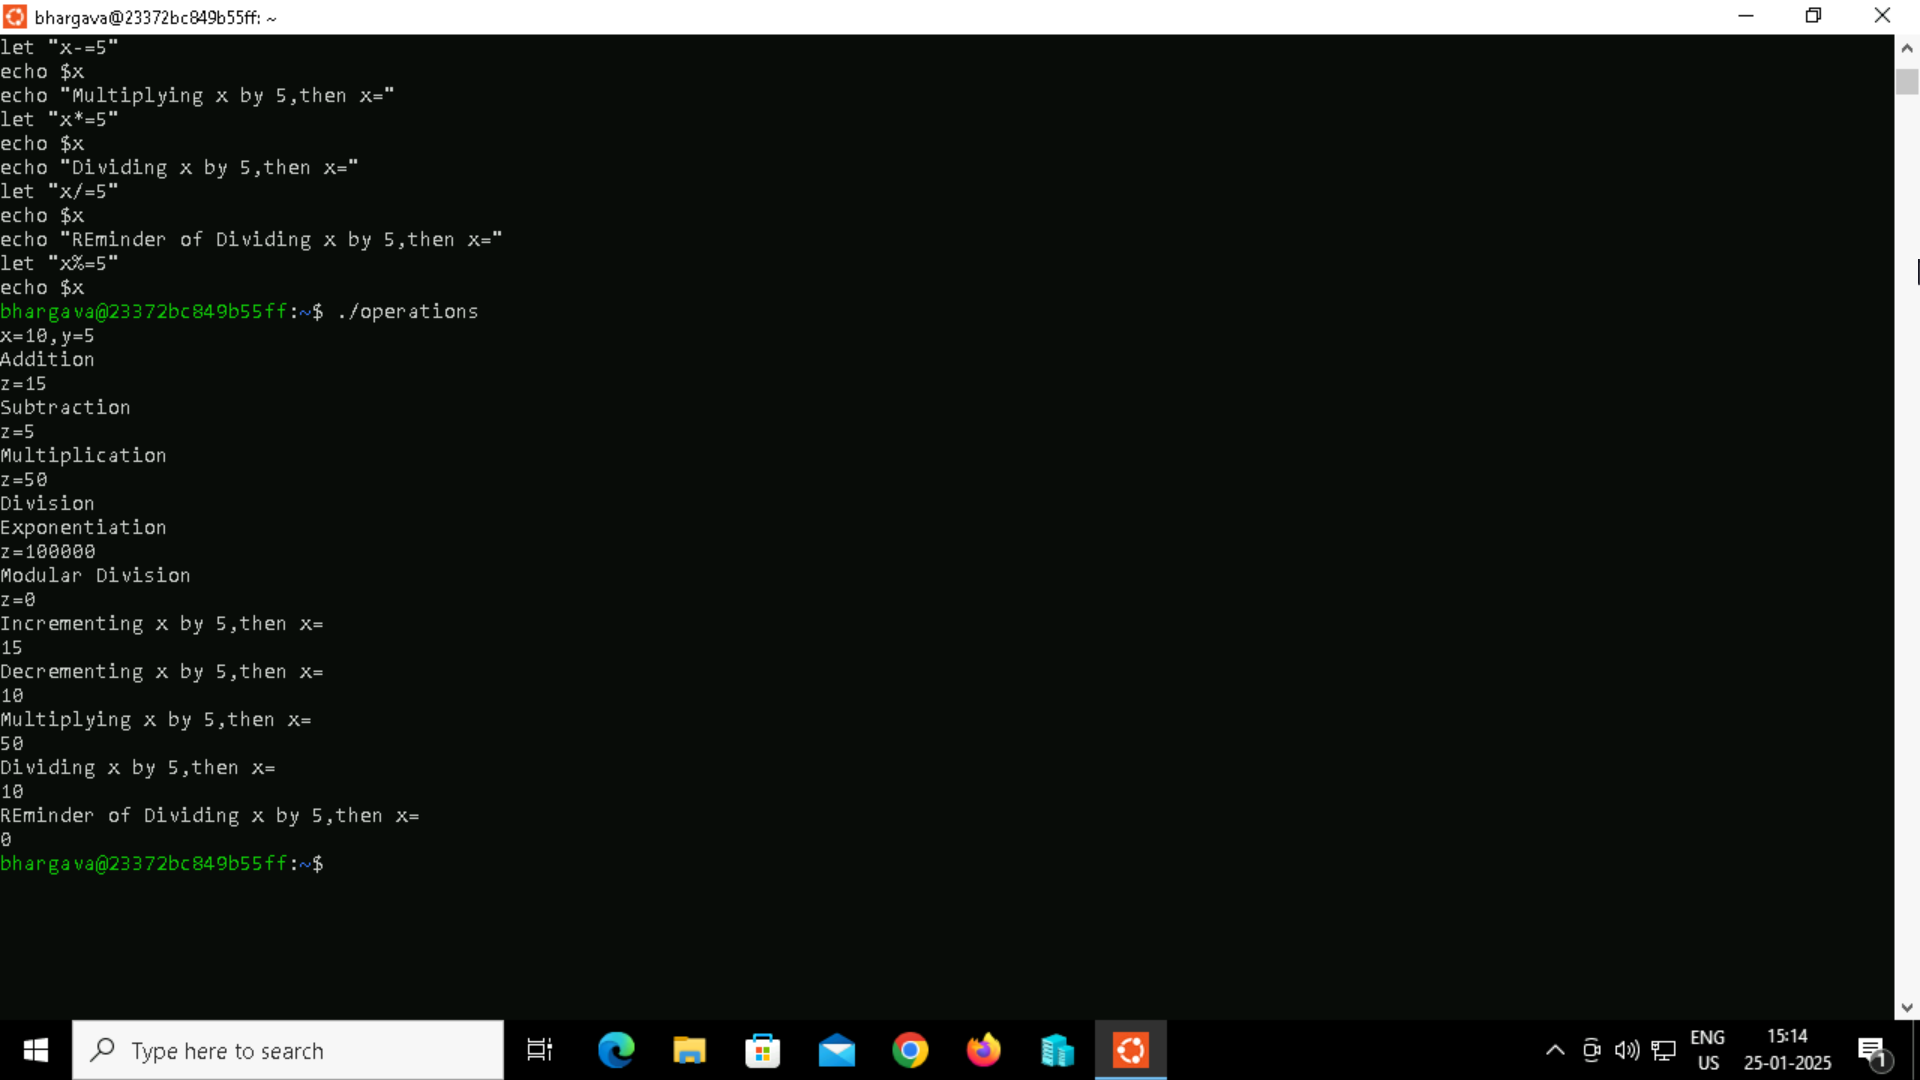 bhargava@23372bc849b55ff: ~
let "x-=5"
echo $x
echo "Multiplying x by 5,then x="
let "x*=5"
echo $x
echo "Dividing x by 5,then x="
let "x/=5"
echo $x
echo "REminder of Dividing x by 5,then x="
let "x%=5"
echo $x
bhargava@23372bc849b55ff:~$ ./operations
x=10,y=5
Addition
z=15
Subtraction
z=5
Multiplication
z=50
Division
Exponentiation
z=100000
Modular Division
z=0
Incrementing x by 5,then x=
15
Decrementing x by 5,then x=
10
Multiplying x by 5,then x=
50
Dividing x by 5,then x=
10
REminder of Dividing x by 5,then x=
0
bhargava@23372bc849b55ff:~$
Type here to search
ENG
US
15:14
25-01-2025
1